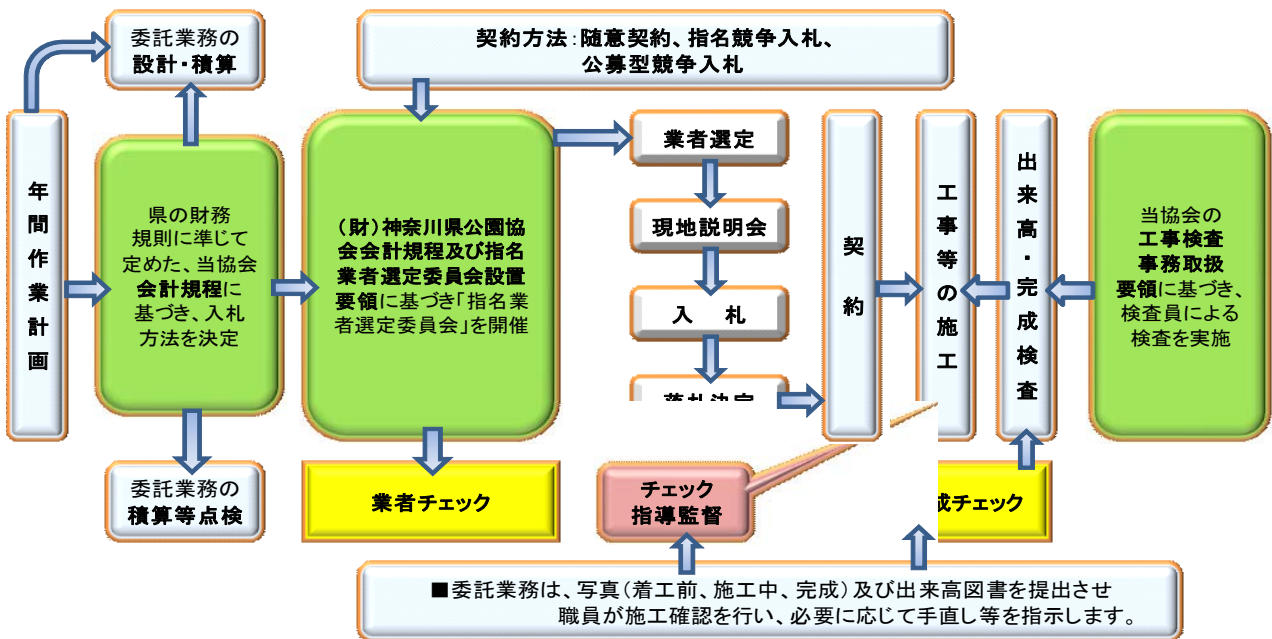 委託業務の
設計・積算
契約方法：随意契約、指名競争入札、
公募型競争入札
年間作業計画
県の財務
規則に準じて
定めた、当協会
会計規程に
基づき、入札
方法を決定
（財）神奈川県公園協
会会計規程及び指名
業者選定委員会設置
要領に基づき「指名業
者選定委員会」を開催
業者選定
現地説明会
入　札
落札決定
契約
工事等の施工
出来高・完成検査
当協会の
工事検査
事務取扱
要領に基づき、
検査員による
検査を実施
委託業務の
積算等点検
業者チェック
チェック
指導監督
成チェック
■委託業務は、写真（着工前、施工中、完成）及び出来高図書を提出させ
職員が施工確認を行い、必要に応じて手直し等を指示します。